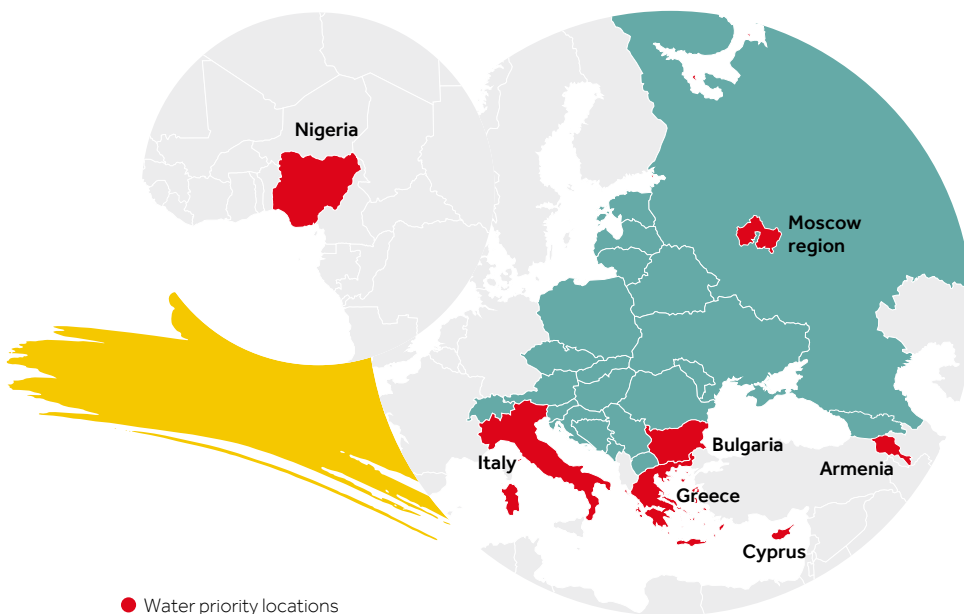 Nigeria
Moscow
region
Bulgaria
Italy
Armenia
Greece
Cyprus
Water priority locations